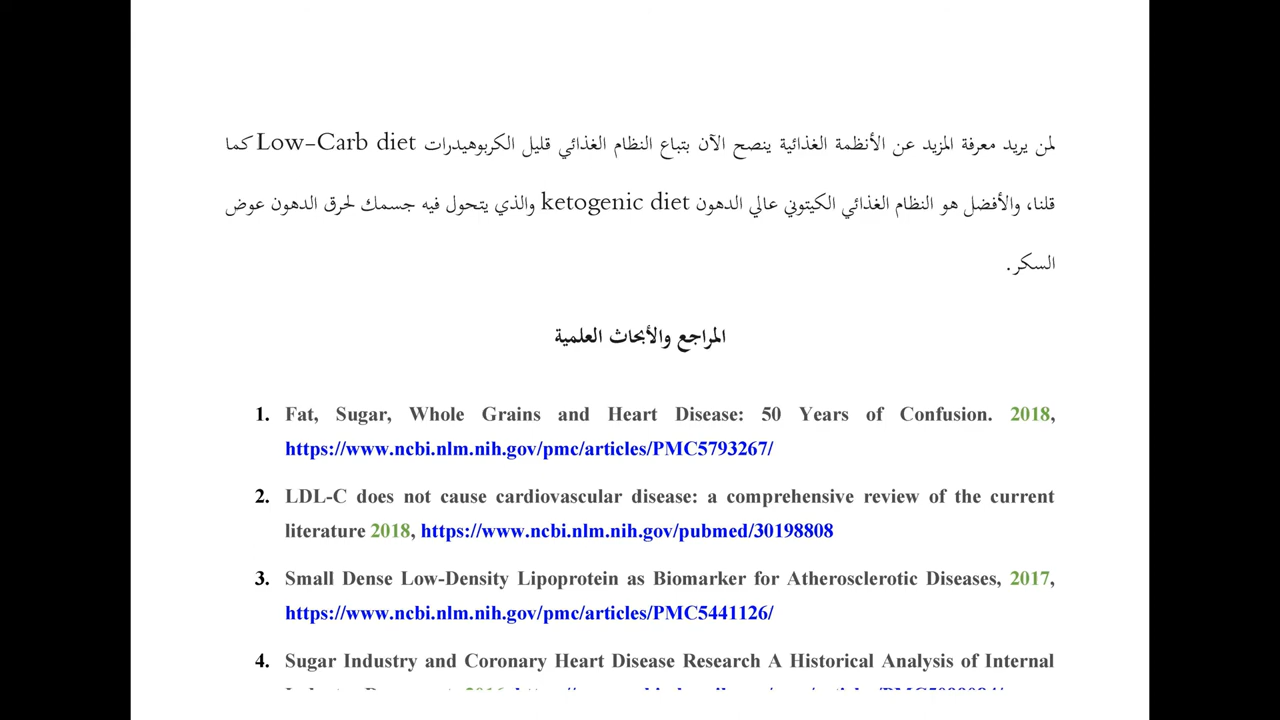 لمن يريد معرفة المزيد عن الأنظمة الغذائية ينصح الآن بتباع النظام الغذائي قليل الكربوهيدرات Low-Carb diet كما
قلنا، والأفضل هو النظام الغذائي الكيتوني عالي الدهون ketogenic diet والذي يتحول فيه جسمك لحرق الدهون عوض
السكر.
المراجع والأبحاث العلمية
1. Fat, Sugar, Whole Grains and Heart Disease: 50 Years of Confusion. 2018,
https://www.ncbi.nlm.nih.gov/pmc/articles/PMC5793267/
2. LDL-C does not cause cardiovascular disease: a comprehensive review of the current
literature 2018, https://www.ncbi.nlm.nih.gov/pubmed/30198808
3. Small Dense Low-Density Lipoprotein as Biomarker for Atherosclerotic Diseases, 2017,
https://www.ncbi.nlm.nih.gov/pmc/articles/PMC5441126/
4. Sugar Industry and Coronary Heart Disease Research A Historical Analysis of Internal